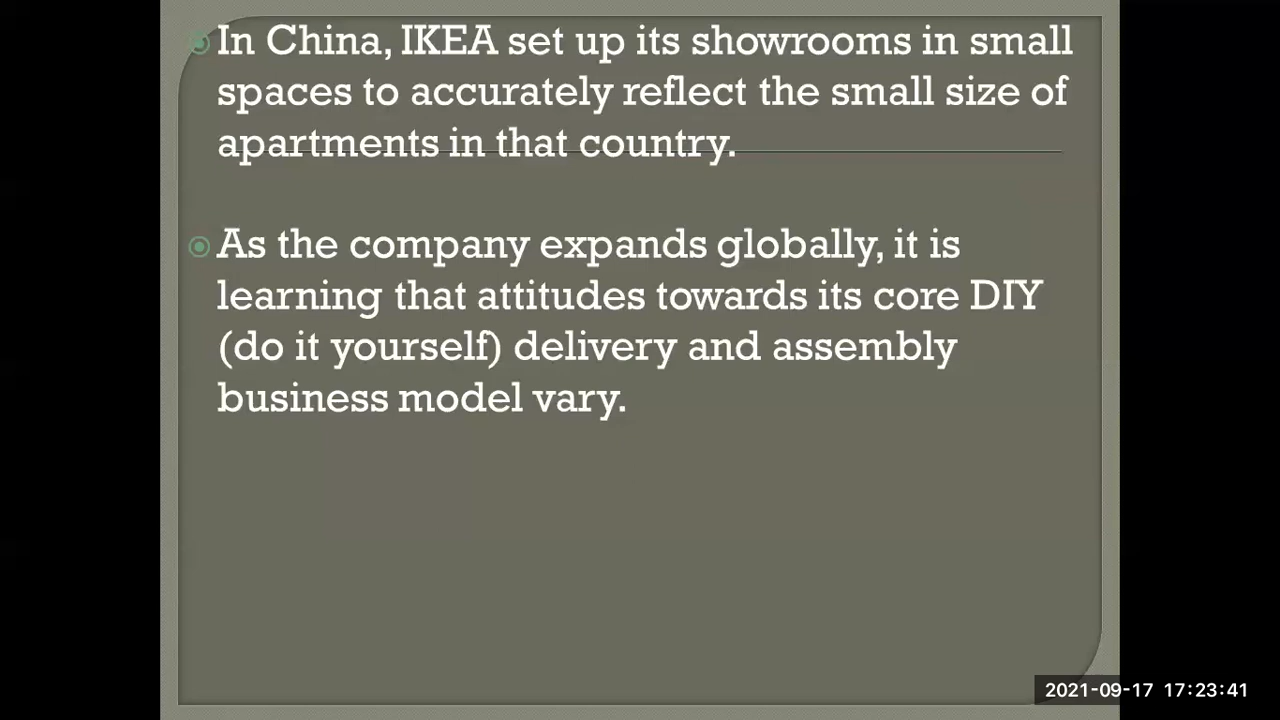 In China, IKEA set up its showrooms in small
spaces to accurately reflect the small size of
apartments in that country.
As the company expands globally, it is
learning that attitudes towards its core DIY
(do it yourself) delivery and assembly
business model vary.
2021-09-17 17:23:41